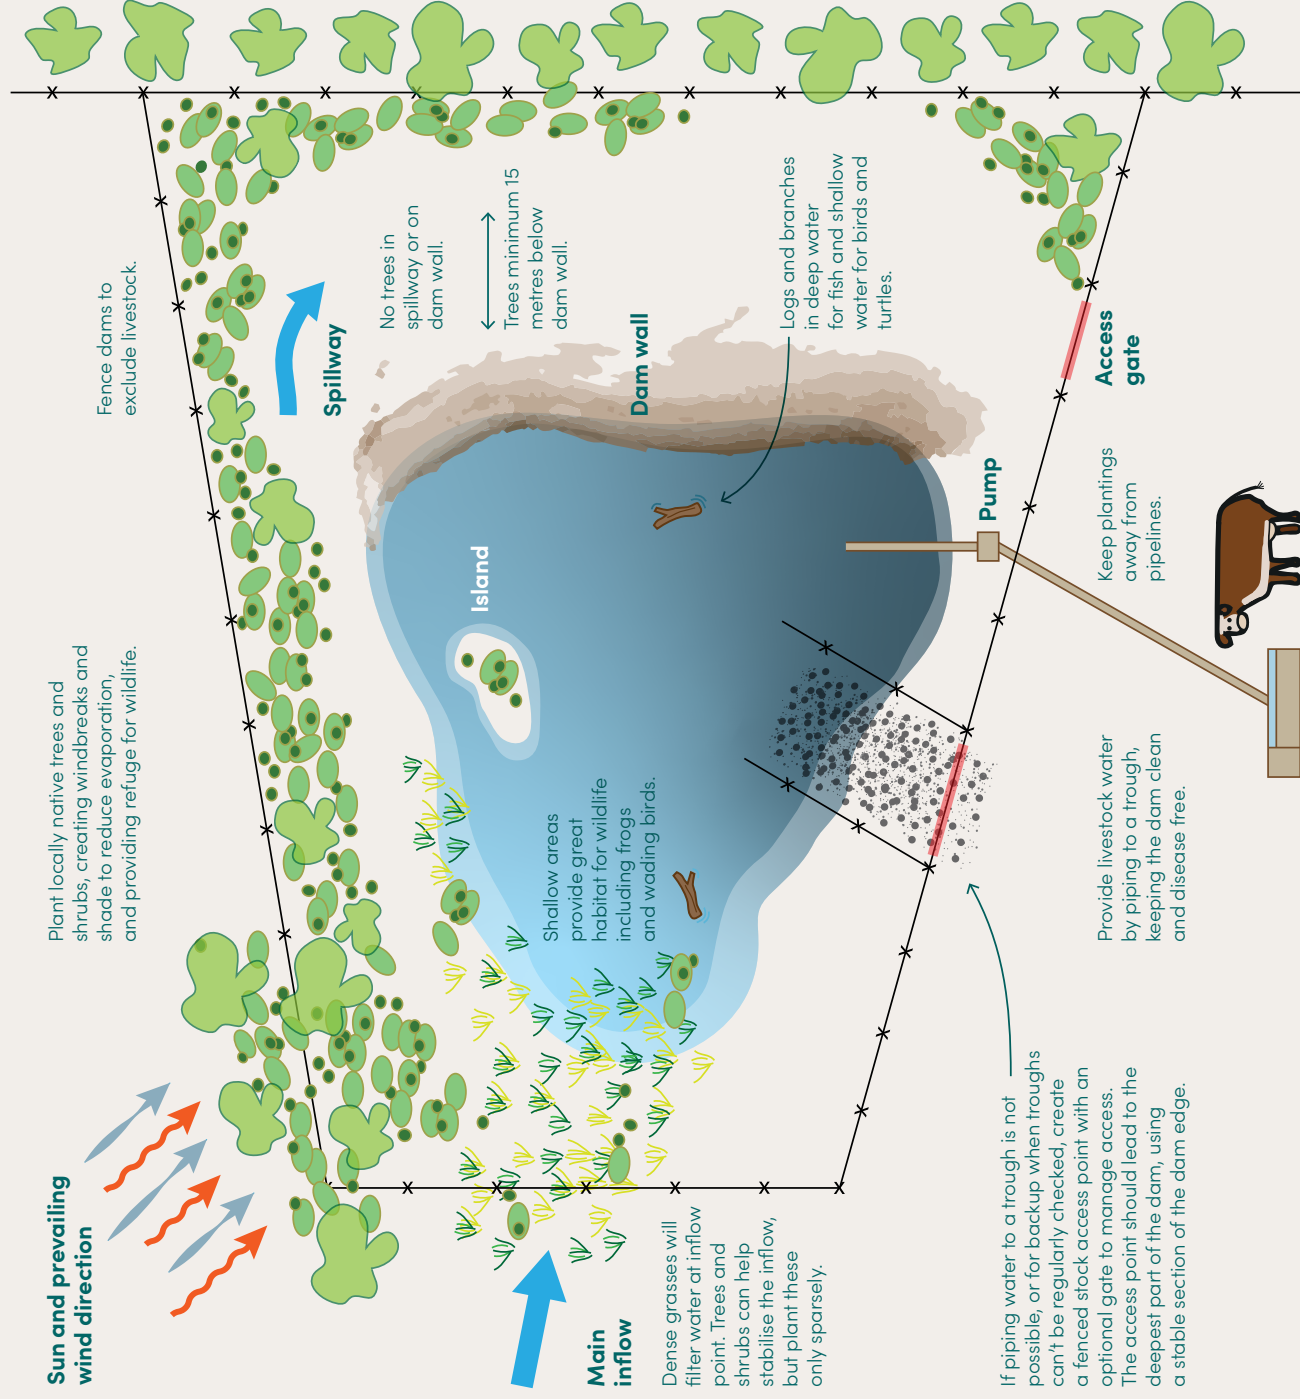 Sun and prevailing
wind direction
Plant locally native trees and
shrubs, creating windbreaks and
shade to reduce evaporation,
and providing refuge for wildlife.
Fence dams to
exclude livestock.
Spillway
No trees in
spillway or on
dam wall.
Trees minimum 15
metres below
dam wall.
Island
Main
inflow
Dense grasses will
filter water at inflow
point. Trees and
shrubs can help
stabilise the inflow,
but plant these
only sparsely.
Shallow areas
provide great
habitat for wildlife
including frogs
and wading birds.
Dam wall
Logs and branches
in deep water
for fish and shallow
water for birds and
turtles.
Pump
Access
gate
If piping water to a trough is not
possible, or for backup when troughs
can't be regularly checked, create
a fenced stock access point with an
optional gate to manage access.
The access point should lead to the
deepest part of the dam, using
a stable section of the dam edge.
Provide livestock water
by piping to a trough,
keeping the dam clean
and disease free.
Keep plantings
away from
pipelines.